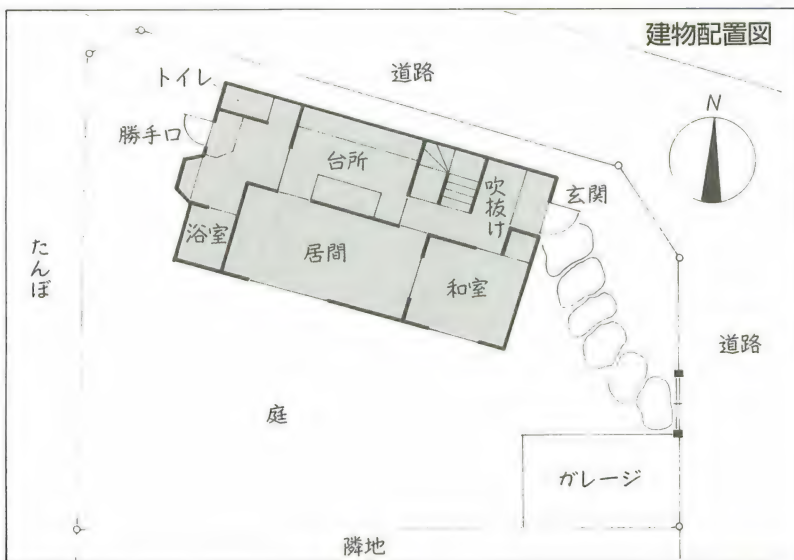 建物配置図
道路
N
トイレ
勝手口
台所
吹抜け
玄関
浴室
居間
和室
たんぼ
道路
庭
ガレージ
隣地